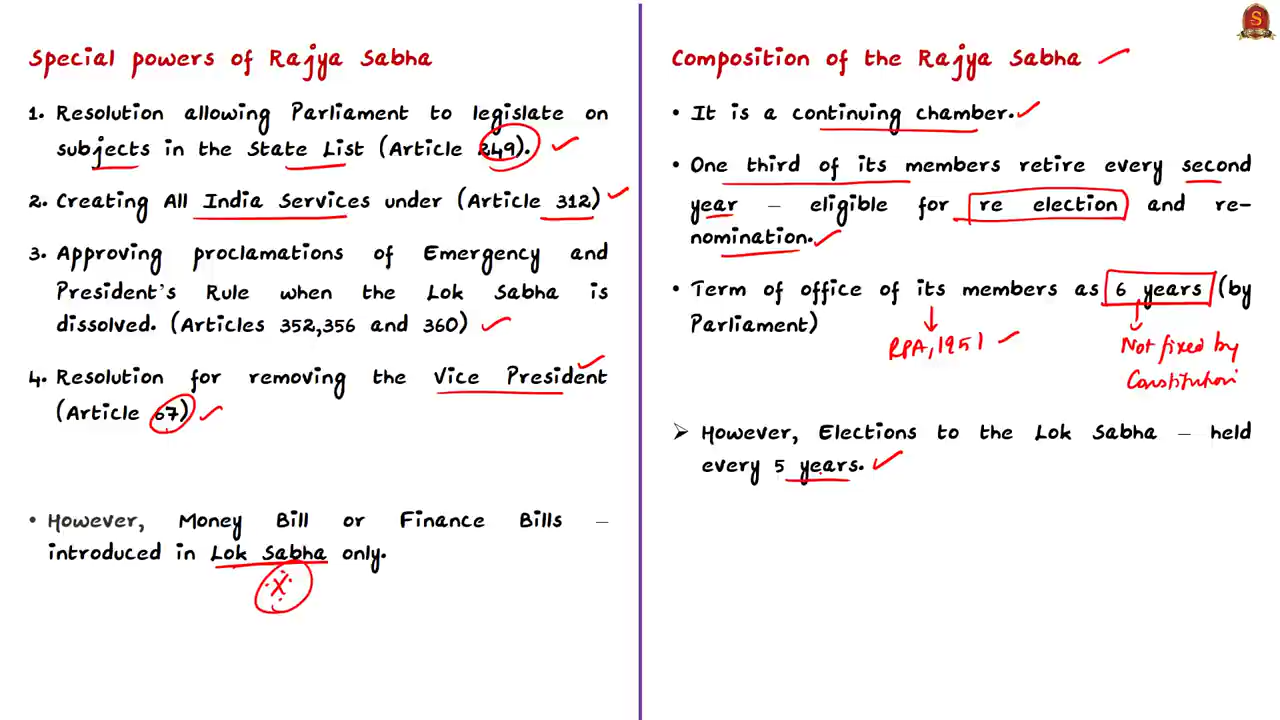 Special powers of Rajya Sabha
1. Resolution allowing Parliament to legislate on
subjects in the State List (Article 249).
2. Creating All India Services under (Article 312)
3. Approving proclamations of Emergency and
President's Rule when the Lok Sabha is
dissolved. (Articles 352,356 and 360)
4. Resolution for removing the Vice President
(Article 67)
• However, Money Bill or Finance Bills –
introduced in Lok Sabha only.
X
Composition of the Rajya Sabha
• It is a continuing chamber.
• One third of its members retire every second
year – eligible for re election and re-
nomination.
• Term of office of its members as 6 years (by
Parliament)
RPA, 1951
Not fixed by
Constitution
➤ However, Elections to the Lok Sabha – held
every 5 years.
S